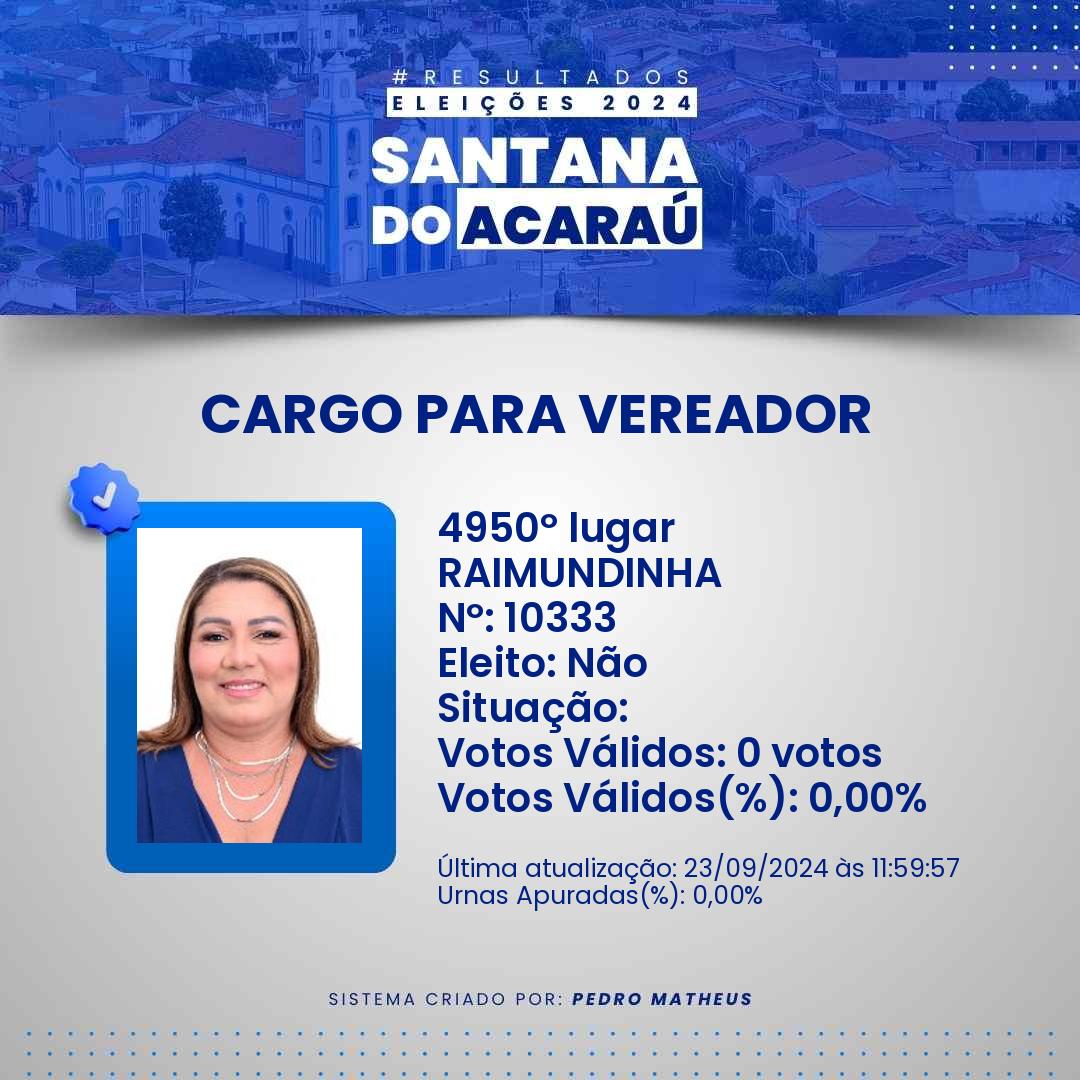 #RESULTADOS
ELEIÇÕES 2024
SANTANA
DO ACARAÚ
CARGO PARA VEREADOR
4950º lugar
RAIMUNDINHA
Nº: 10333
Eleito: Não
Situação:
Votos Válidos: 0 votos
Votos Válidos(%): 0,00%
Última atualização: 23/09/2024 às 11:59:57
Urnas Apuradas(%): 0,00%
SISTEMA CRIADO POR: PEDRO MATHEUS